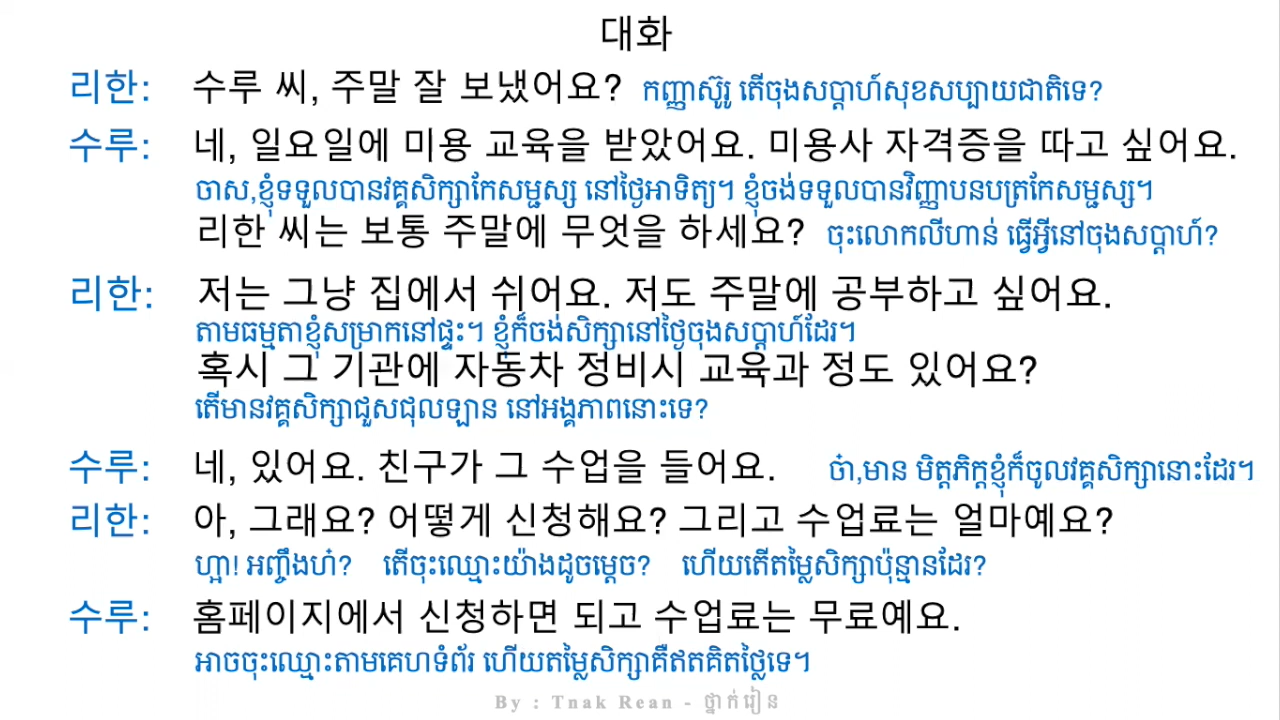 대화
리한: 수루 씨, 주말 잘 보냈어요? កញ្ញាស៊ូរូ តើចុងសប្តាហ៍សុខសប្បាយជាតិទេ?
수루: 네, 일요일에 미용 교육을 받았어요. 미용사 자격증을 따고 싶어요.
ចាស,ខ្ញុំទទួលបានវគ្គសិក្សាកែសម្ផស្ស នៅថ្ងៃអាទិត្យ។ ខ្ញុំចង់ទទួលបានវិញ្ញាបនបត្រកែសម្ផស្ស។
리한 씨는 보통 주말에 무엇을 하세요? ចុះលោកលីហាន់ ធ្វើអ្វីនៅចុងសប្តាហ៍?
리한: 저는 그냥 집에서 쉬어요. 저도 주말에 공부하고 싶어요.
តាមធម្មតាខ្ញុំសម្រាកនៅផ្ទះ។ ខ្ញុំក៏ចង់សិក្សានៅថ្ងៃចុងសប្តាហ៍ដែរ។
혹시 그 기관에 자동차 정비시 교육과 정도 있어요?
តើមានវគ្គសិក្សាជួសជុលឡាន នៅអង្គភាពនោះទេ?
수루: 네, 있어요. 친구가 그 수업을 들어요. ចា៎,មាន មិត្តភិក្តខ្ញុំក៏ចូលវគ្គសិក្សានោះដែរ។
리한: 아, 그래요? 어떻게 신청해요? 그리고 수업료는 얼마예요?
ហ្អា! អញ្ចឹងហ៎? តើចុះឈ្មោះយ៉ាងដូចម្តេច? ហើយតើតម្លៃសិក្សាប៉ុន្មានដែរ?
수루: 홈페이지에서 신청하면 되고 수업료는 무료예요.
អាចចុះឈ្មោះតាមគេហទំព័រ ហើយតម្លៃសិក្សាគឺឥតគិតថ្លៃទេ។
By : Tnak Rean - ថ្នាក់រៀន